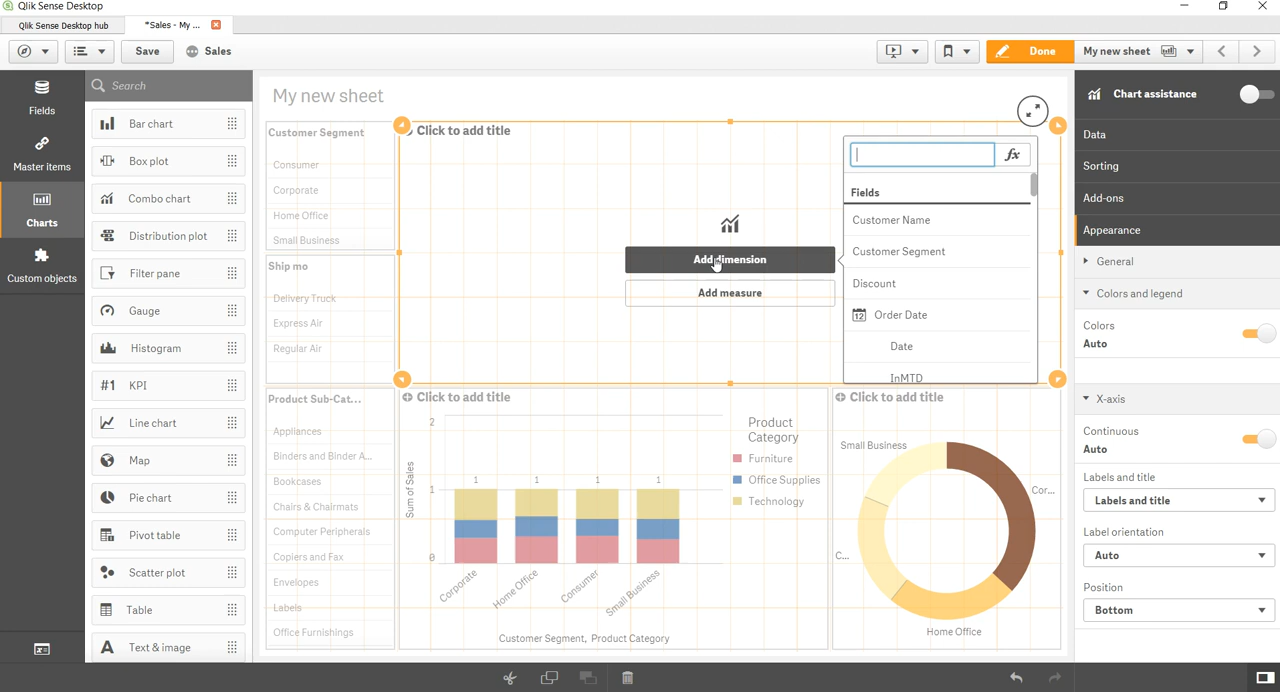 Qlik Sense Desktop
Qlik Sense Desktop hub
*Sales - My ...
Save
Sales
Done
My new sheet
Search
Fields
Master items
Charts
Custom objects
Bar chart
Box plot
Combo chart
Distribution plot
Filter pane
Gauge
Histogram
#1 KPI
Line chart
Map
Pie chart
Pivot table
Scatter plot
Table
A Text & image
My new sheet
Customer Segment
Consumer
Corporate
Home Office
Small Business
Ship mo
Delivery Truck
Express Air
Regular Air
Product Sub-Cat...
Appliances
Binders and Binder A...
Bookcases
Chairs & Chairmats
Computer Peripherals
Copiers and Fax
Envelopes
Labels
Office Furnishings
Click to add title
Add dimension
Add measure
fx
Fields
Customer Name
Customer Segment
Discount
12 Order Date
Date
InMTD
Click to add title
Sum of Sales
2
1
0
1
1
1
1
Corporate
Home Office
Consumer
Small Business
Customer Segment, Product Category
Product
Category
Furniture
Office Supplies
Technology
Click to add title
Small Business
Cor...
C...
Home Office
Chart assistance
Data
Sorting
Add-ons
Appearance
General
Colors and legend
Colors
Auto
X-axis
Continuous
Auto
Labels and title
Labels and title
Label orientation
Auto
Position
Bottom